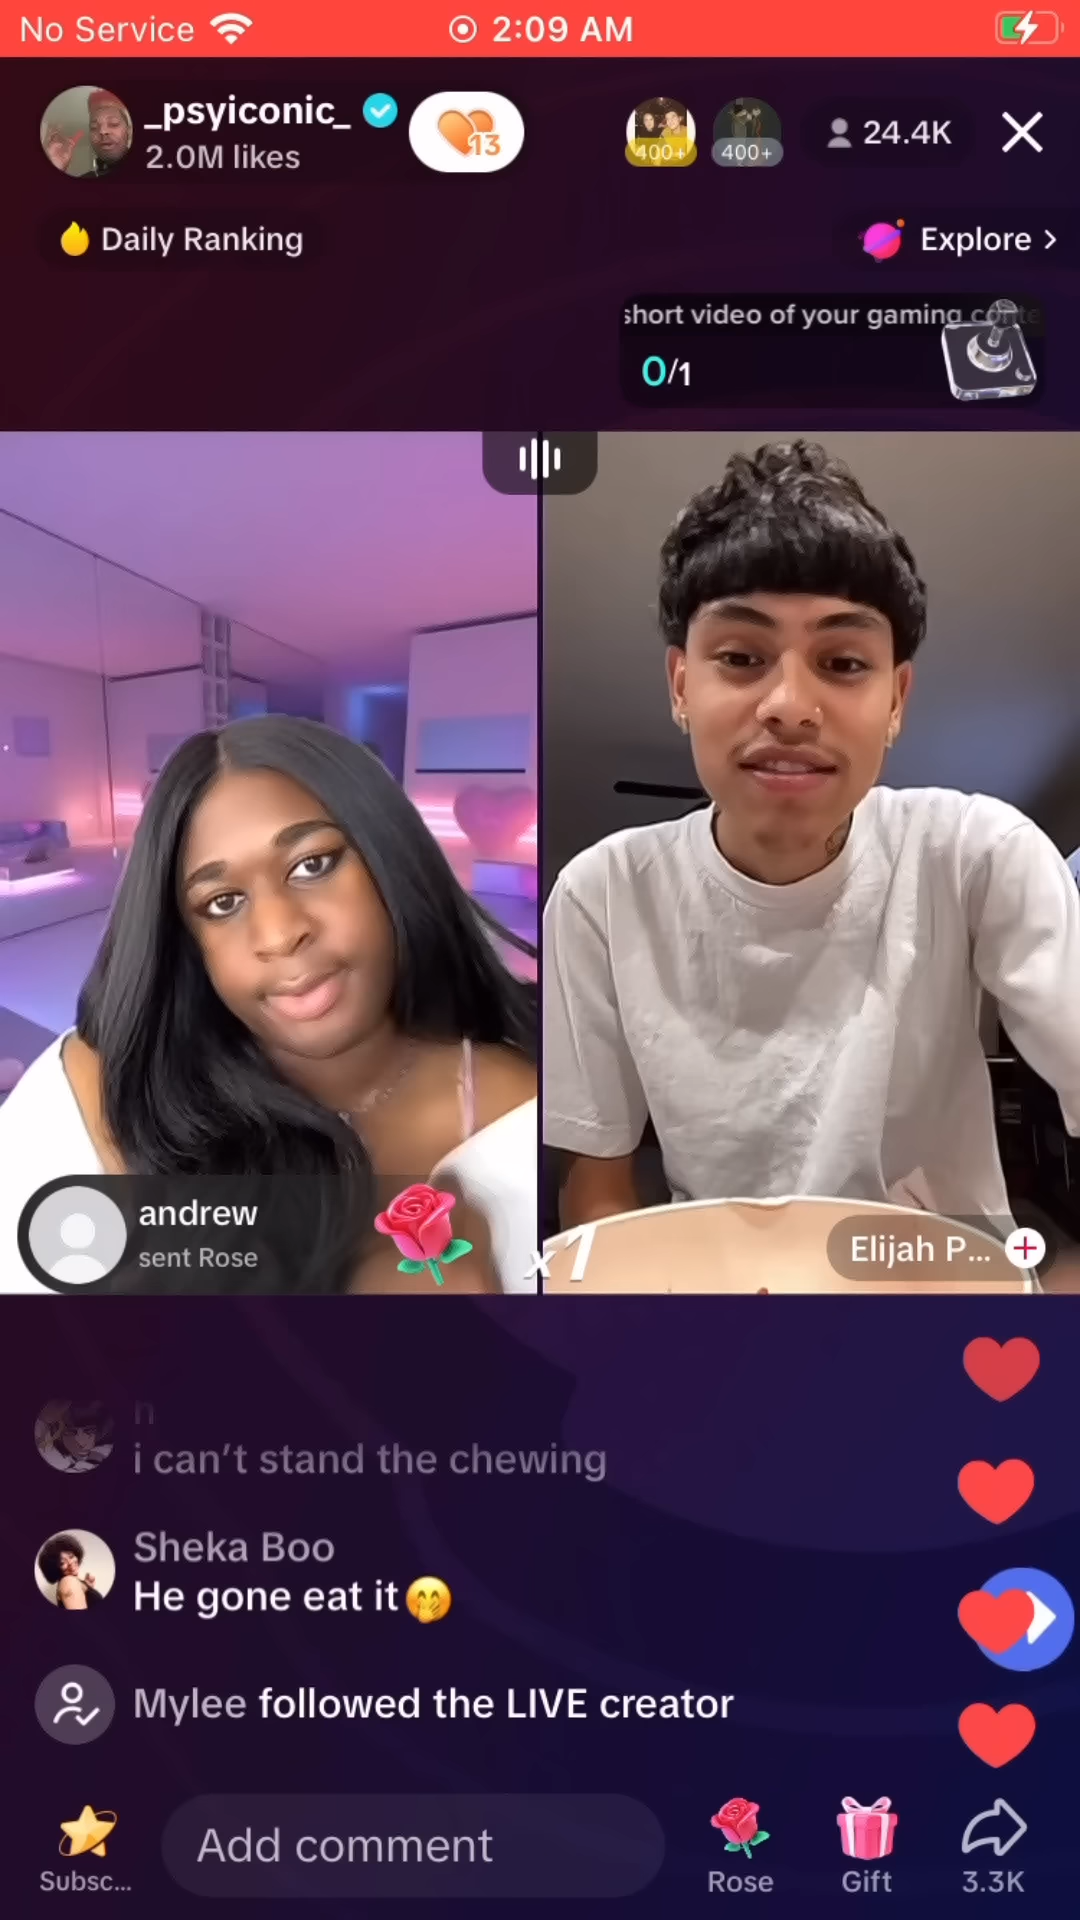 No Service 2:09 AM
_psyiconic_
13
2.0M likes
400+ 400+ 24.4K
Daily Ranking
Explore >
short video of your gaming conte
0/1
andrew
sent Rose
x1
Elijah P... +
n
i can't stand the chewing
Sheka Boo
He gone eat it🤭
Mylee followed the LIVE creator
Subsc...
Add comment
Rose
Gift
3.3K